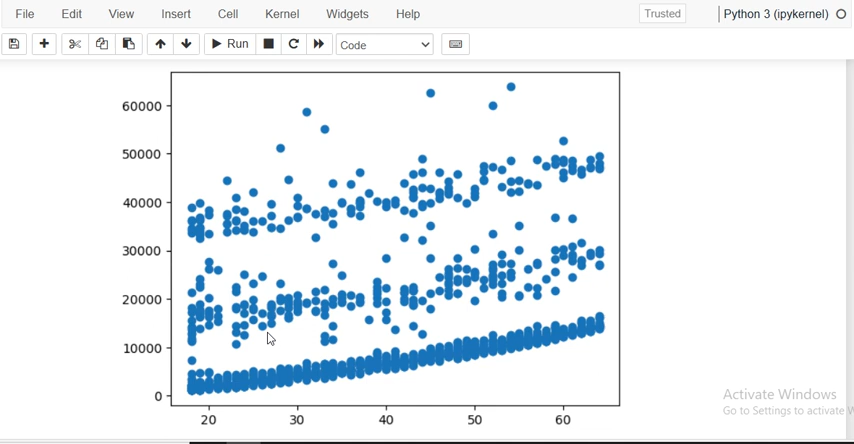 File Edit View Insert Cell Kernel Widgets Help Trusted Python 3 (ipykernel)
Run Code
60000
50000
40000
30000
20000
10000
0
20 30 40 50 60
Activate Windows
Go to Settings to activate W